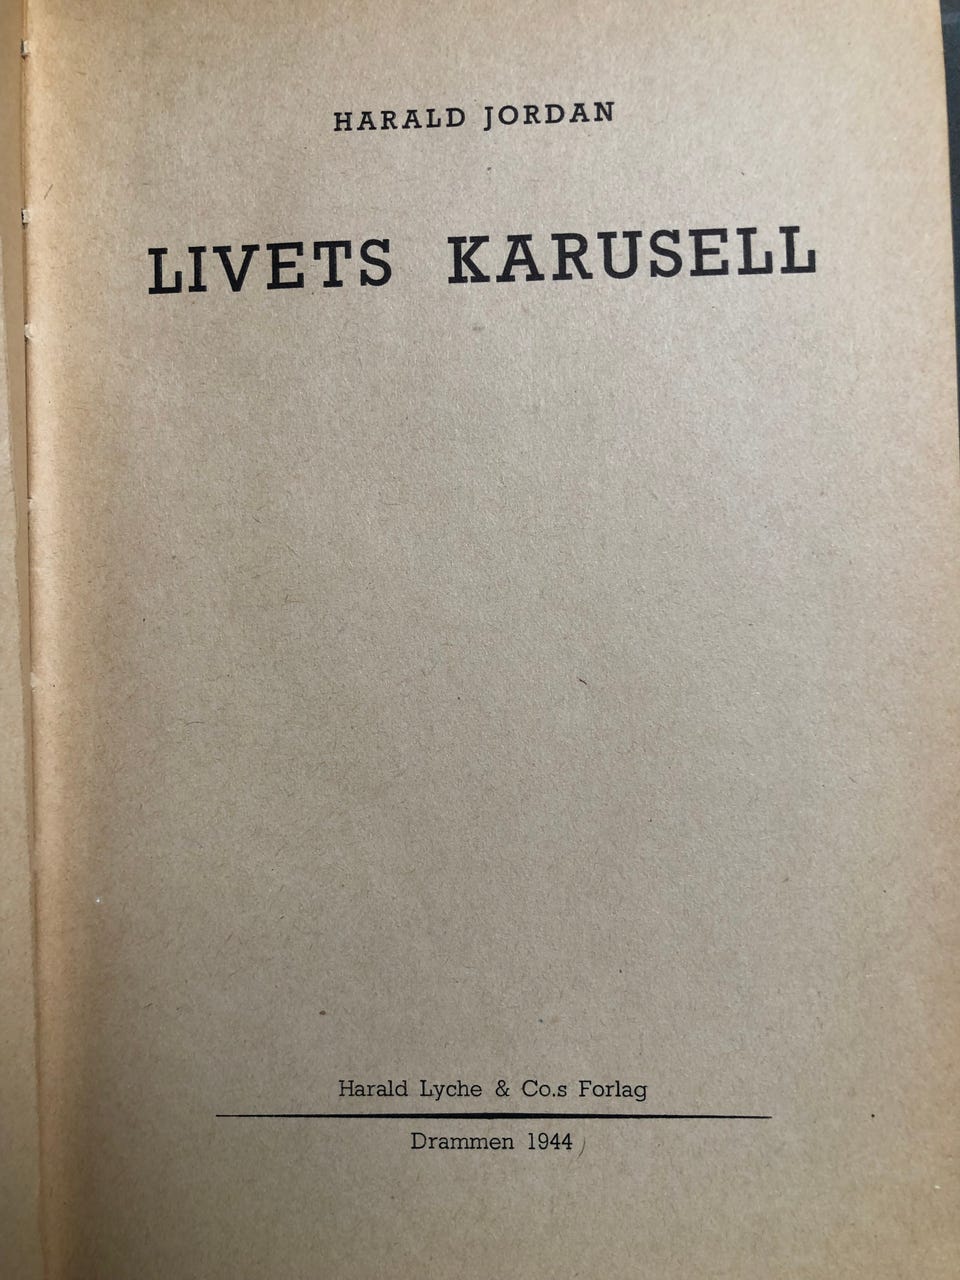 HARALD JORDAN
LIVETS KARUSELL
Harald Lyche & Co.s Forlag
Drammen 1944